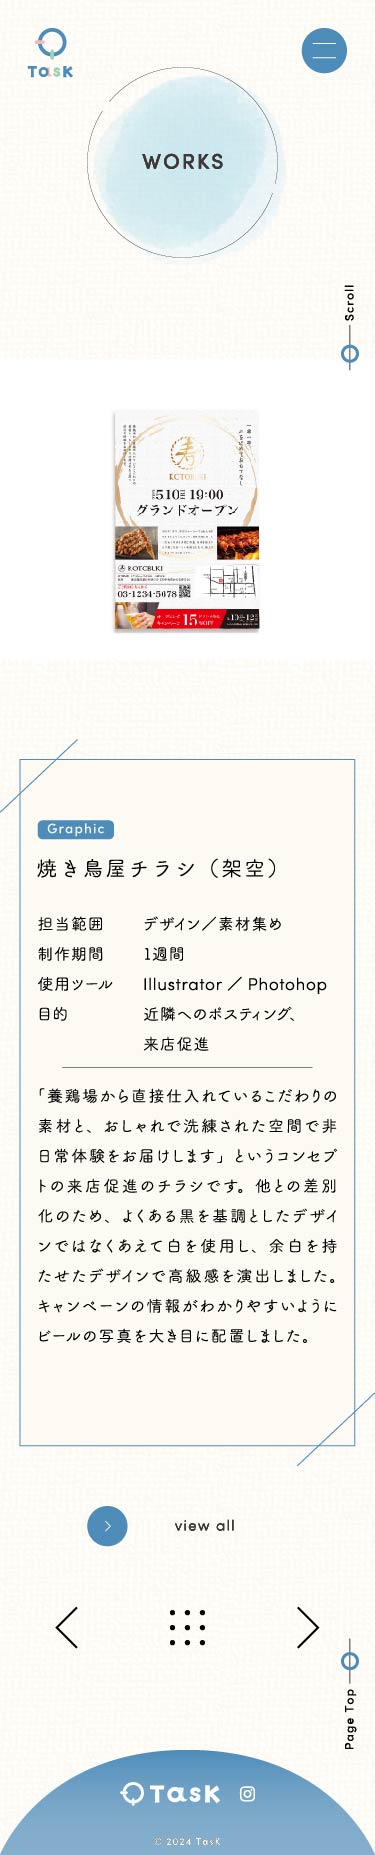 TasK
WORKS
Scroll
寿
KOTOBUKI
5.10 19:00
グランドオープン
KOTOBUKI
03-1234-5678
15
Graphic
焼き鳥屋チラシ（架空）
担当範囲 デザイン／素材集め
制作期間 1週間
使用ツール Illustrator ／ Photohop
目的 近隣へのポスティング、
来店促進
「養鶏場から直接仕入れているこだわりの
素材と、おしゃれで洗練された空間で非
日常体験をお届けします」というコンセプ
トの来店促進のチラシです。他との差別
化のため、よくある黒を基調としたデザイ
ンではなくあえて白を使用し、余白を持
たせたデザインで高級感を演出しました。
キャンペーンの情報がわかりやすいように
ビールの写真を大き目に配置しました。
view all
Page Top
TasK
© 2024 TasK